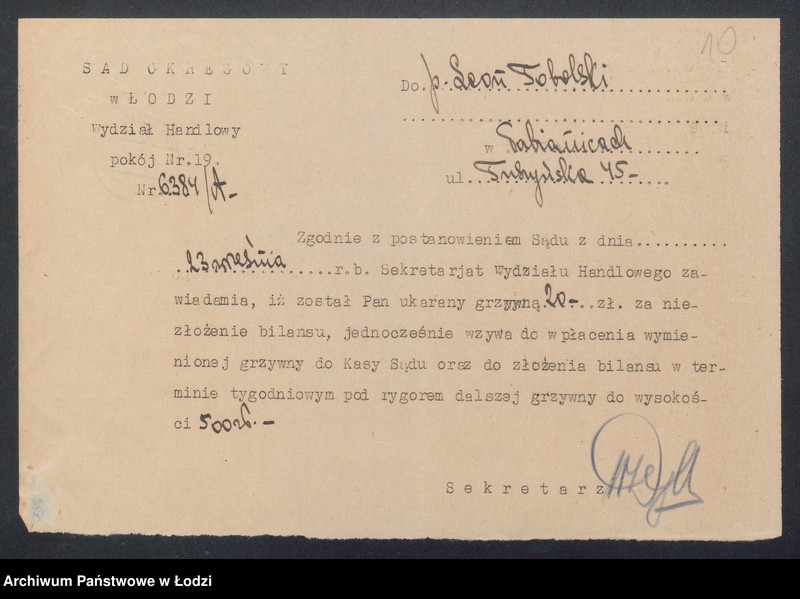 10
SĄD OKRĘGOWY
w ŁODZI
Wydział Handlowy
pokój Nr.19.
Nr 6384/A-
Do p. Leon Tobolski
w Pabianicach
ul. 45-
Zgodnie z postanowieniem Sądu z dnia
23 września r.b. Sekretarjat Wydziału Handlowego za-
wiadamia, iż został Pan ukarany grzywną 20- zł. za nie-
złożenie bilansu, jednocześnie wzywa do wpłacenia wymie-
nionej grzywny do Kasy Sądu oraz do złożenia bilansu w ter-
minie tygodniowym pod rygorem dalszej grzywny do wysokoś-
ci 500 zł.-
Sekretarz
Archiwum Państwowe w Łodzi